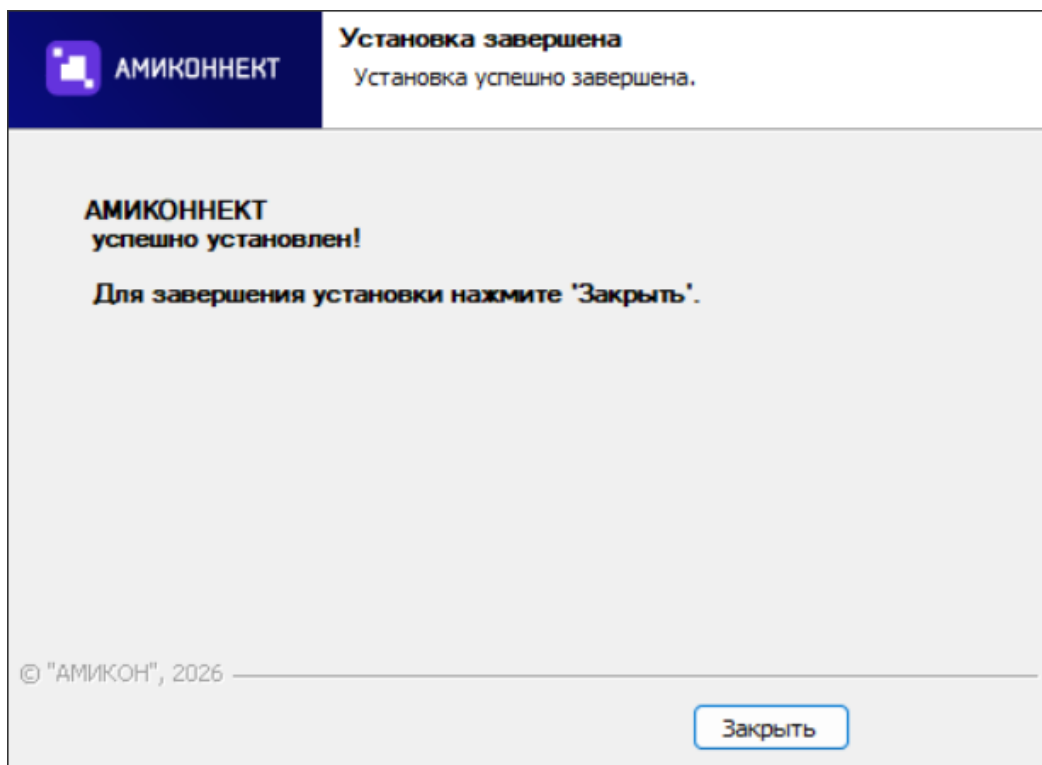 АМИКОННЕКТ
Установка завершена
Установка успешно завершена.
АМИКОННЕКТ
успешно установлен!
Для завершения установки нажмите 'Закрыть'.
© "АМИКОН", 2026
Закрыть